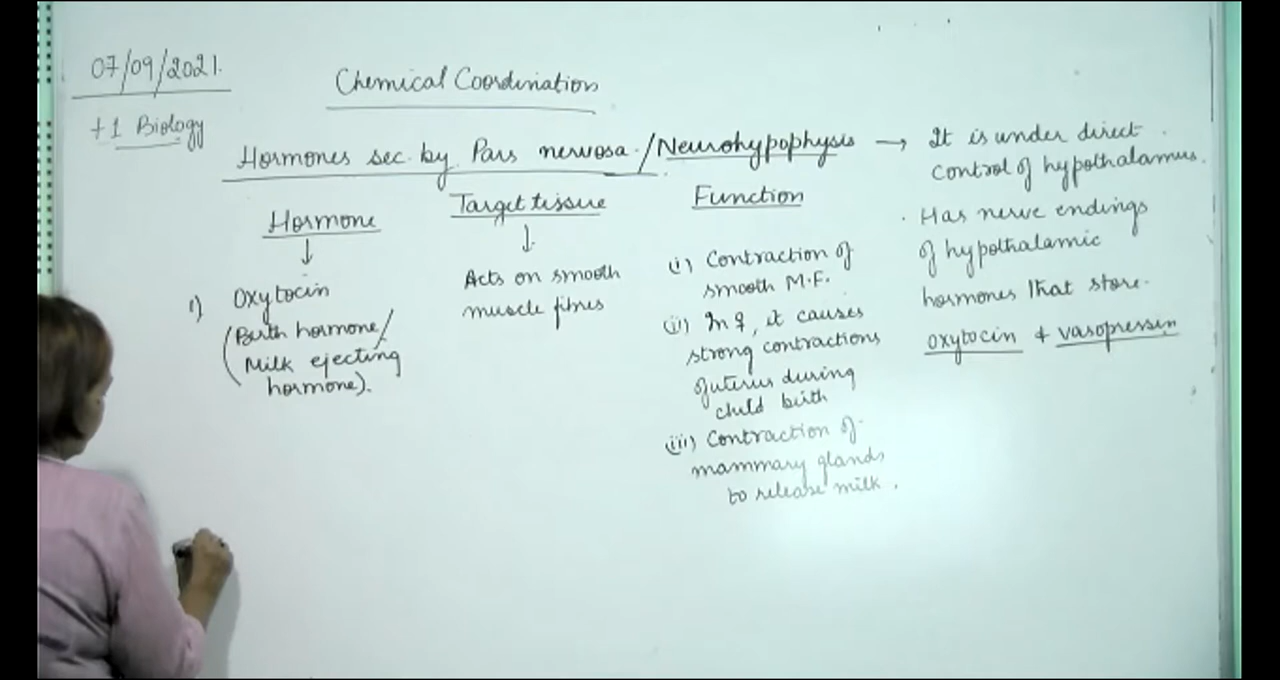 07/09/2021.
+1 Biology
Chemical Coordination
Hormones sec. by Pars nervosa / Neurohypophysis → It is under direct
control of hypothalamus.
Has nerve endings
of hypothalamic
hormones that store
oxytocin & vasopressin
Hormone
↓
1) Oxytocin
(Birth hormone/
Milk ejecting
hormone).
Target tissue
↓
Acts on smooth
muscle fibres
Function
(i) Contraction of
smooth M.F.
(ii) In ♀, it causes
strong contractions
of uterus during
child birth
(iii) Contraction of
mammary glands
to release milk.